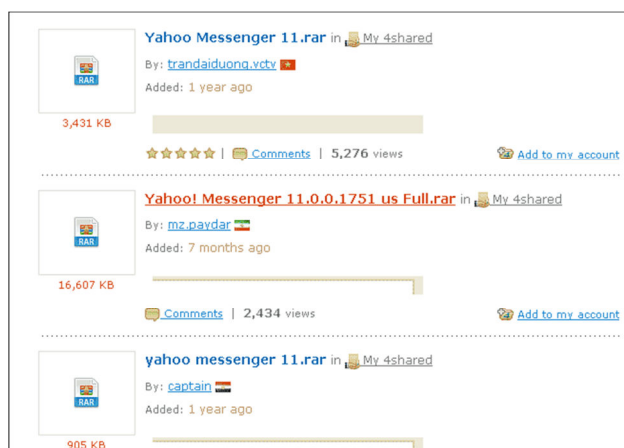 Yahoo Messenger 11.rar in My 4shared
By: trandaiduong.vctv
Added: 1 year ago
RAR
3,431 KB
| Comments | 5,276 views Add to my account
Yahoo! Messenger 11.0.0.1751 us Full.rar in My 4shared
By: mz.paydar
Added: 7 months ago
RAR
16,607 KB
Comments | 2,434 views Add to my account
yahoo messenger 11.rar in My 4shared
By: captain
Added: 1 year ago
RAR
905 KB